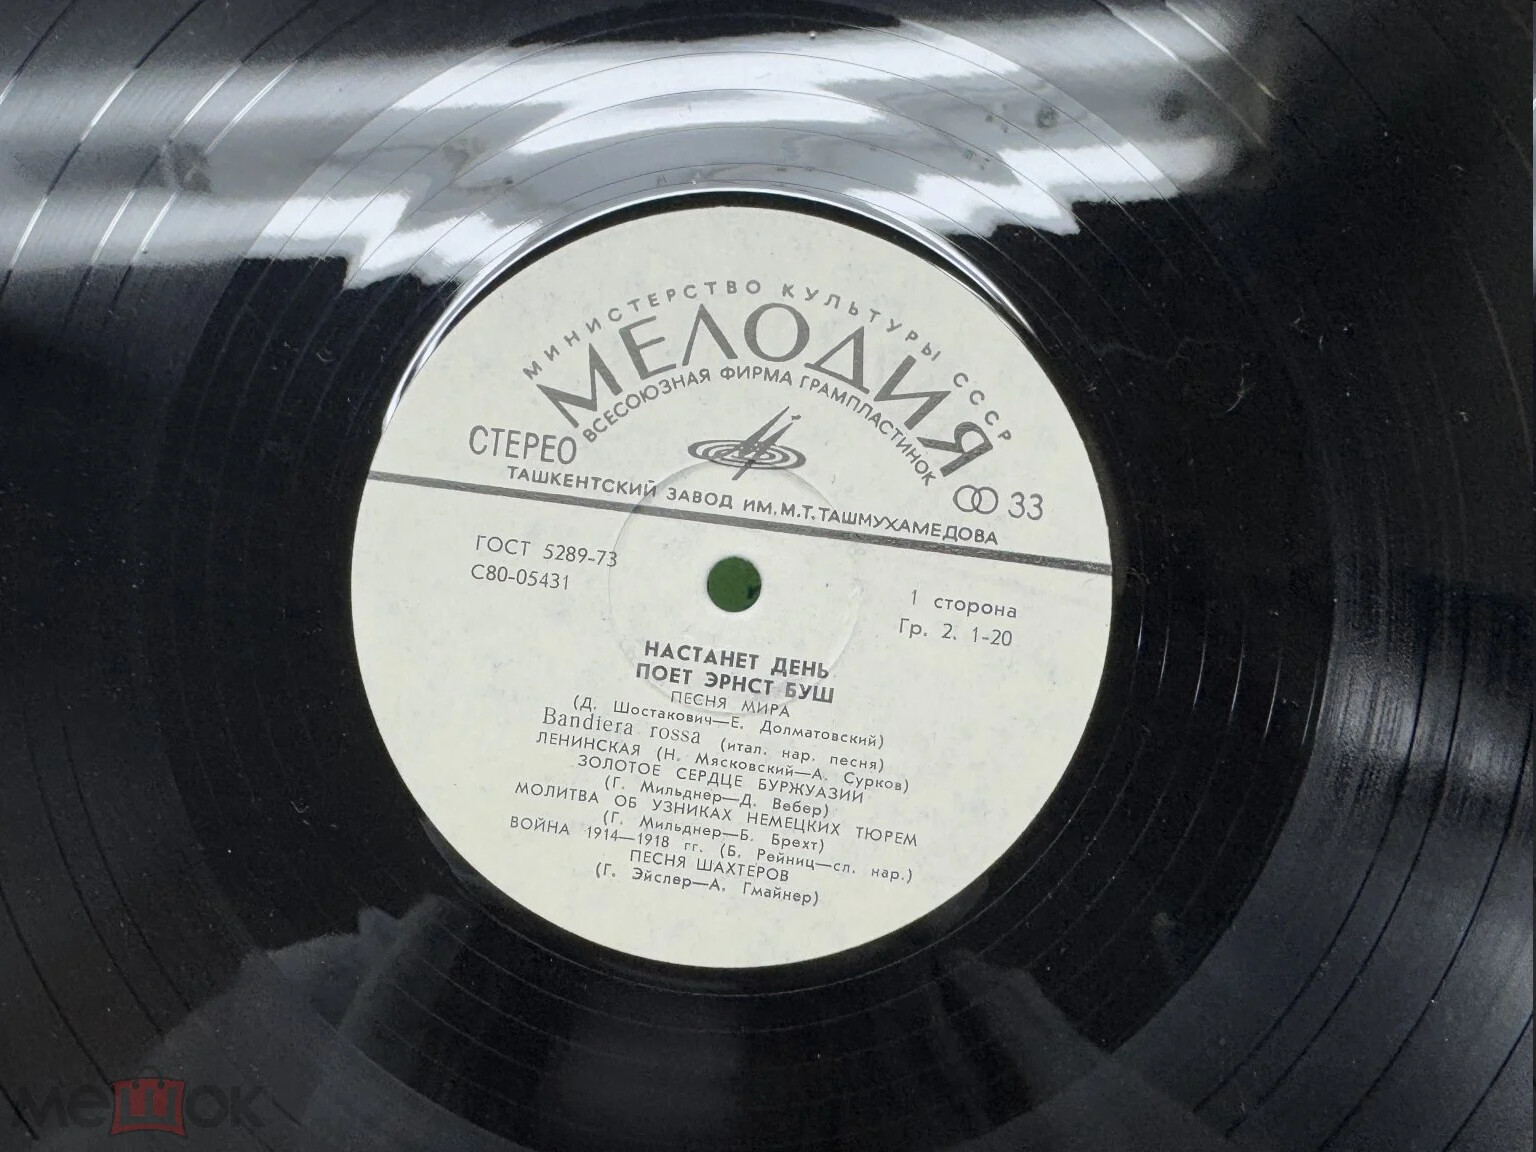 МИНИСТЕРСТВО КУЛЬТУРЫ СССР
МЕЛОДИЯ
ВСЕСОЮЗНАЯ ФИРМА ГРАМПЛАСТИНОК
СТЕРЕО
33
ТАШКЕНТСКИЙ ЗАВОД ИМ. М.Т. ТАШМУХАМЕДОВА
ГОСТ 5289-73
С80-05431
1 сторона
Гр. 2. 1-20
НАСТАНЕТ ДЕНЬ
ПОЕТ ЭРНСТ БУШ
ПЕСНЯ МИРА
(Д. Шостакович—Е. Долматовский)
Bandiera rossa (итал. нар. песня)
ЛЕНИНСКАЯ (Н. Мясковский—А. Сурков)
ЗОЛОТОЕ СЕРДЦЕ БУРЖУАЗИИ
(Г. Мильднер—Д. Вебер)
МОЛИТВА ОБ УЗНИКАХ НЕМЕЦКИХ ТЮРЕМ
(Г. Мильднер—Б. Брехт)
ВОЙНА 1914—1918 гг. (Б. Рейниц—сл. нар.)
ПЕСНЯ ШАХТЕРОВ
(Г. Эйслер—А. Гмайнер)
мешок